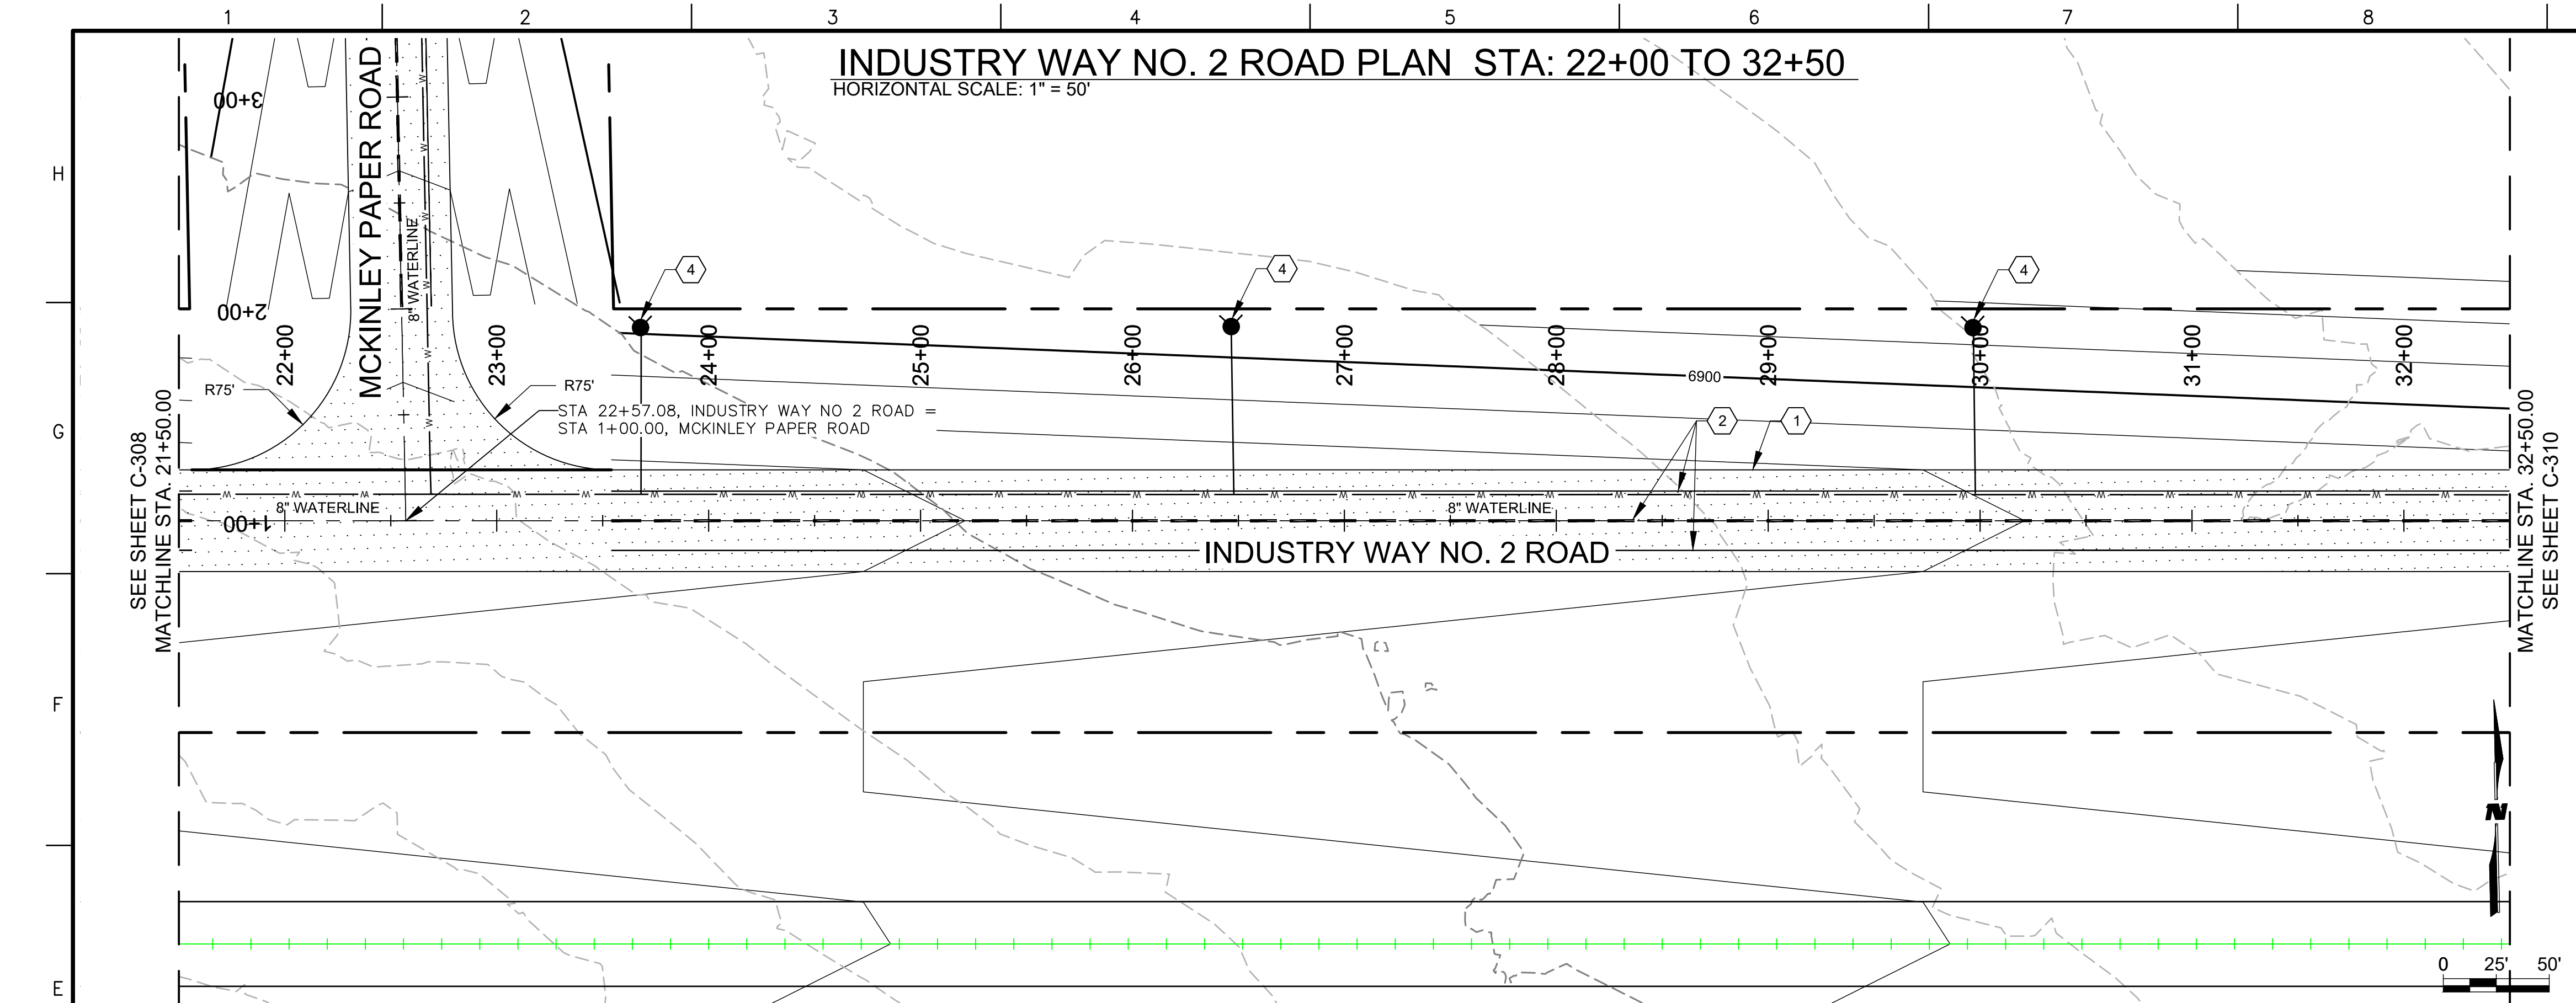 1 2 3 4 5 6 7 8
INDUSTRY WAY NO. 2 ROAD PLAN STA: 22+00 TO 32+50
HORIZONTAL SCALE: 1" = 50'
H
G
F
E
MCKINLEY PAPER ROAD
8" WATERLINE
W W W W W W
3+00
2+00
1+00
4 4 4
22+00 23+00 24+00 25+00 26+00 27+00 28+00 29+00 30+00 31+00 32+00
6900
R75'
R75'
STA 22+57.08, INDUSTRY WAY NO 2 ROAD =
STA 1+00.00, MCKINLEY PAPER ROAD
2 1
SEE SHEET C-308
MATCHLINE STA. 21+50.00
W W W W W W W W W W W W W W W W W W W W W W W W W W W W W W W W
8" WATERLINE
8" WATERLINE
INDUSTRY WAY NO. 2 ROAD
MATCHLINE STA. 32+50.00
SEE SHEET C-310
N
0 25' 50'